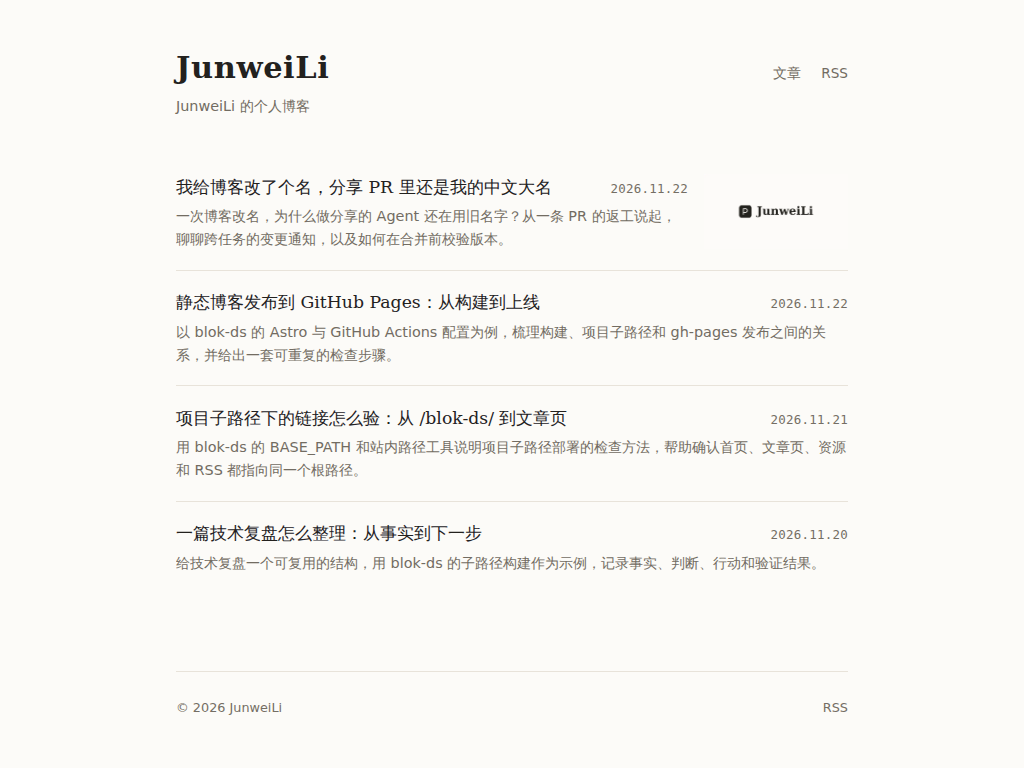 JunweiLi
文章 RSS
JunweiLi 的个人博客
我给博客改了个名，分享 PR 里还是我的中文大名 2026.11.22
一次博客改名，为什么做分享的 Agent 还在用旧名字？从一条 PR 的返工说起，
聊聊跨任务的变更通知，以及如何在合并前校验版本。
P JunweiLi
静态博客发布到 GitHub Pages：从构建到上线 2026.11.22
以 blok-ds 的 Astro 与 GitHub Actions 配置为例，梳理构建、项目子路径和 gh-pages 发布之间的关
系，并给出一套可重复的检查步骤。
项目子路径下的链接怎么验：从 /blok-ds/ 到文章页 2026.11.21
用 blok-ds 的 BASE_PATH 和站内路径工具说明项目子路径部署的检查方法，帮助确认首页、文章页、资源
和 RSS 都指向同一个根路径。
一篇技术复盘怎么整理：从事实到下一步 2026.11.20
给技术复盘一个可复用的结构，用 blok-ds 的子路径构建作为示例，记录事实、判断、行动和验证结果。
© 2026 JunweiLi RSS